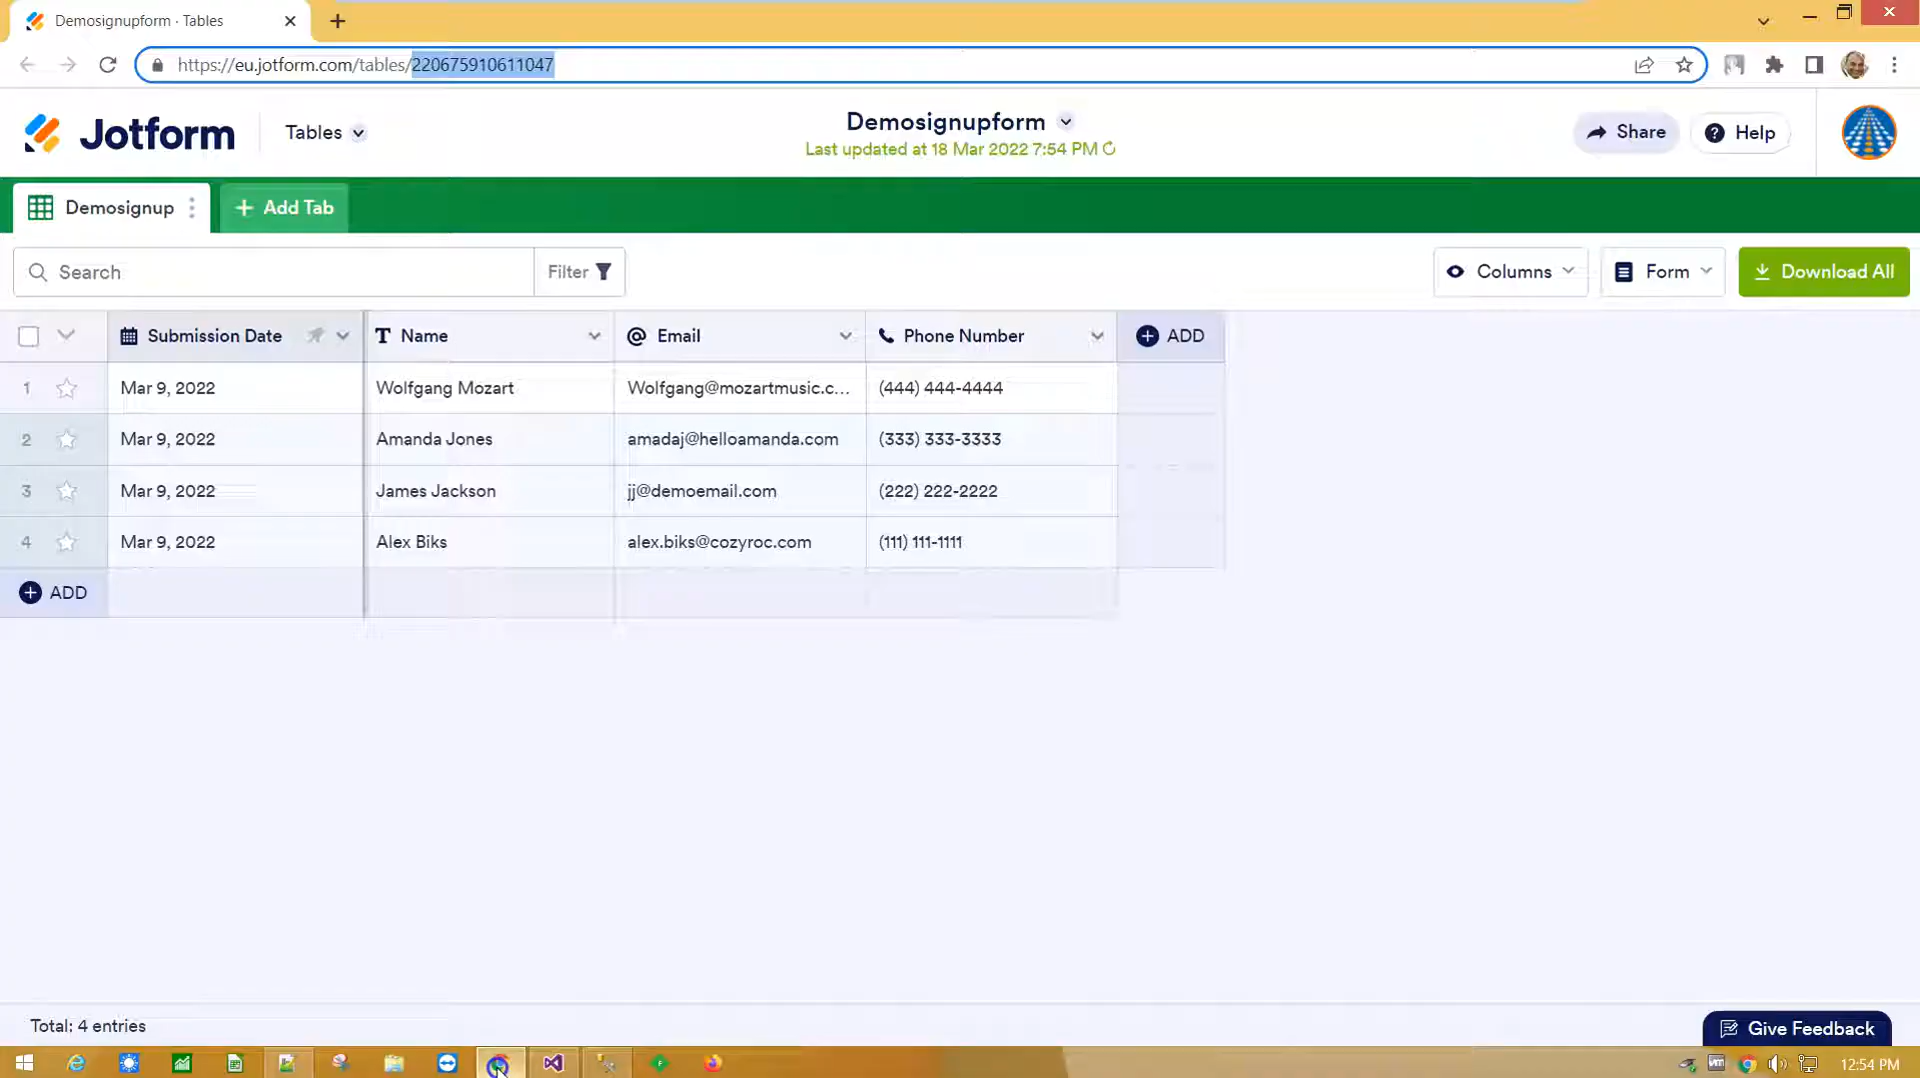 Demosignupform · Tables
https://eu.jotform.com/tables/220675910611047
Jotform
Tables
Demosignupform
Last updated at 18 Mar 2022 7:54 PM
Share
Help
Demosignup
Add Tab
Search
Filter
Columns
Form
Download All
Submission Date
Name
Email
Phone Number
ADD
1 Mar 9, 2022 Wolfgang Mozart Wolfgang@mozartmusic.c... (444) 444-4444
2 Mar 9, 2022 Amanda Jones amadaj@helloamanda.com (333) 333-3333
3 Mar 9, 2022 James Jackson jj@demoemail.com (222) 222-2222
4 Mar 9, 2022 Alex Biks alex.biks@cozyroc.com (111) 111-1111
ADD
Total: 4 entries
Give Feedback
12:54 PM